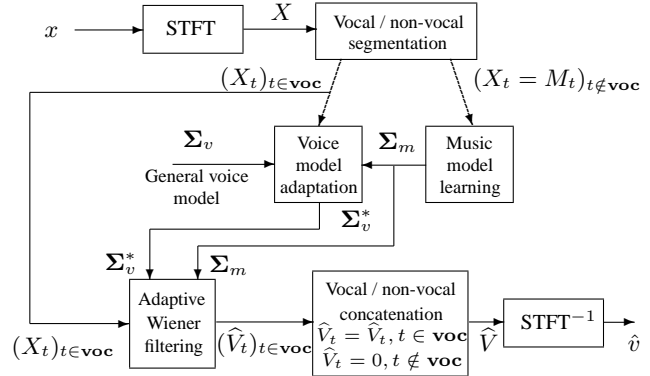 x
STFT
X
Vocal / non-vocal
segmentation
(X_t)_{t∈voc}
(X_t = M_t)_{t∉voc}
Σ_v
General voice
model
Voice
model
adaptation
Σ_m
Music
model
learning
Σ_v^*
Σ_v^*
Σ_m
(X_t)_{t∈voc}
Adaptive
Wiener
filtering
(V̂_t)_{t∈voc}
Vocal / non-vocal
concatenation
V̂_t = V̂_t, t ∈ voc
V̂_t = 0, t ∉ voc
V̂
STFT^{−1}
v̂